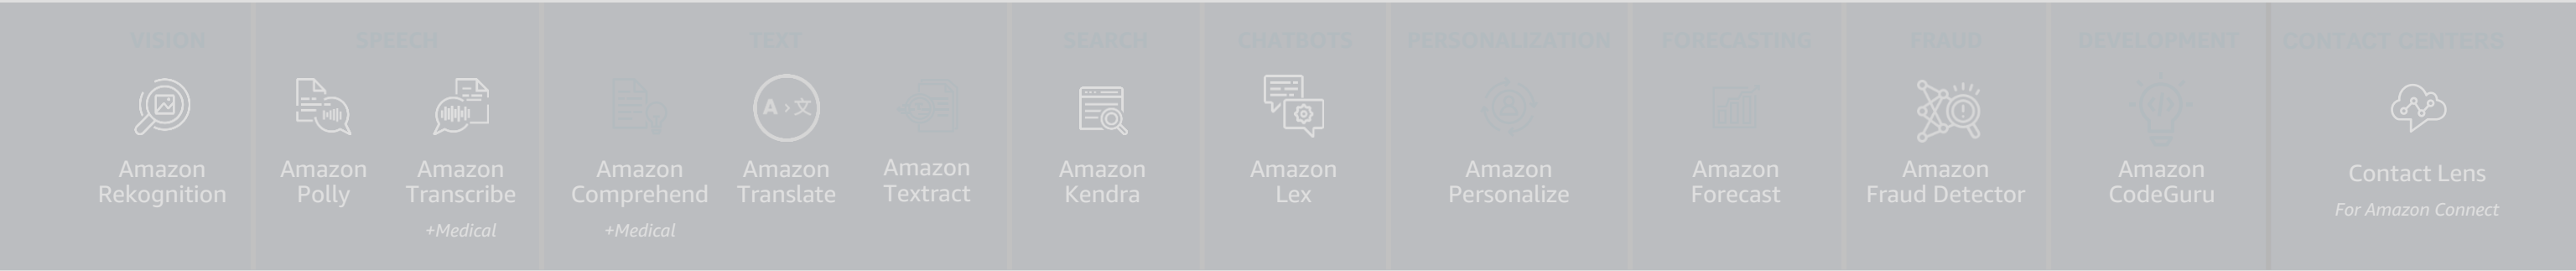 VISION
Amazon
Rekognition
SPEECH
Amazon
Polly
Amazon
Transcribe
+Medical
TEXT
Amazon
Comprehend
+Medical
A › 文
Amazon
Translate
Amazon
Textract
SEARCH
Amazon
Kendra
CHATBOTS
Amazon
Lex
PERSONALIZATION
Amazon
Personalize
FORECASTING
Amazon
Forecast
FRAUD
Amazon
Fraud Detector
DEVELOPMENT
Amazon
CodeGuru
CONTACT CENTERS
Contact Lens
For Amazon Connect